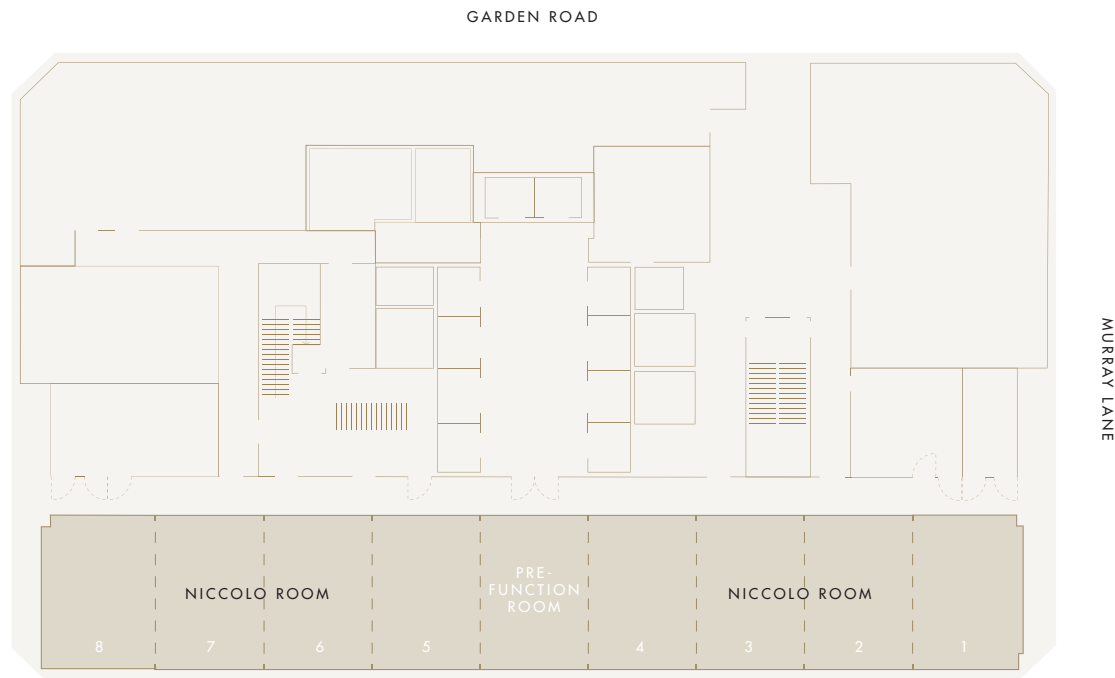 GARDEN ROAD
MURRAY LANE
PRE-
FUNCTION
ROOM
NICCOLO ROOM
NICCOLO ROOM
8
7
6
5
4
3
2
1